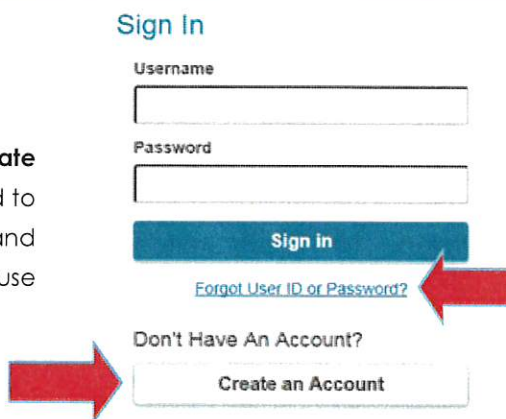 Sign In
Username
Password
ate
d to
and
use
Sign in
Forgot User ID or Password?
Don't Have An Account?
Create an Account